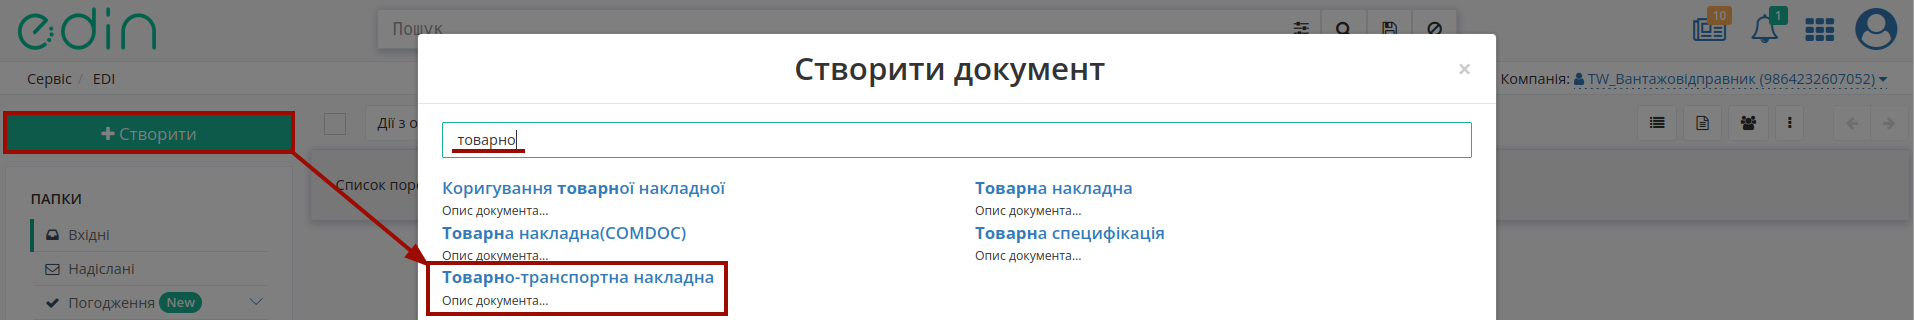 edin
Пошук
10
1
Сервіс / EDI
Компанія: TW_Вантажовідправник (9864232607052)
Створити документ
×
+ Створити
Дії з о
товарно
ПАПКИ
Список поре
Коригування товарної накладної
Опис документа...
Товарна накладна
Опис документа...
Вхідні
Товарна накладна(COMDOC)
Опис документа...
Товарна специфікація
Опис документа...
Надіслані
Товарно-транспортна накладна
Опис документа...
Погодження New